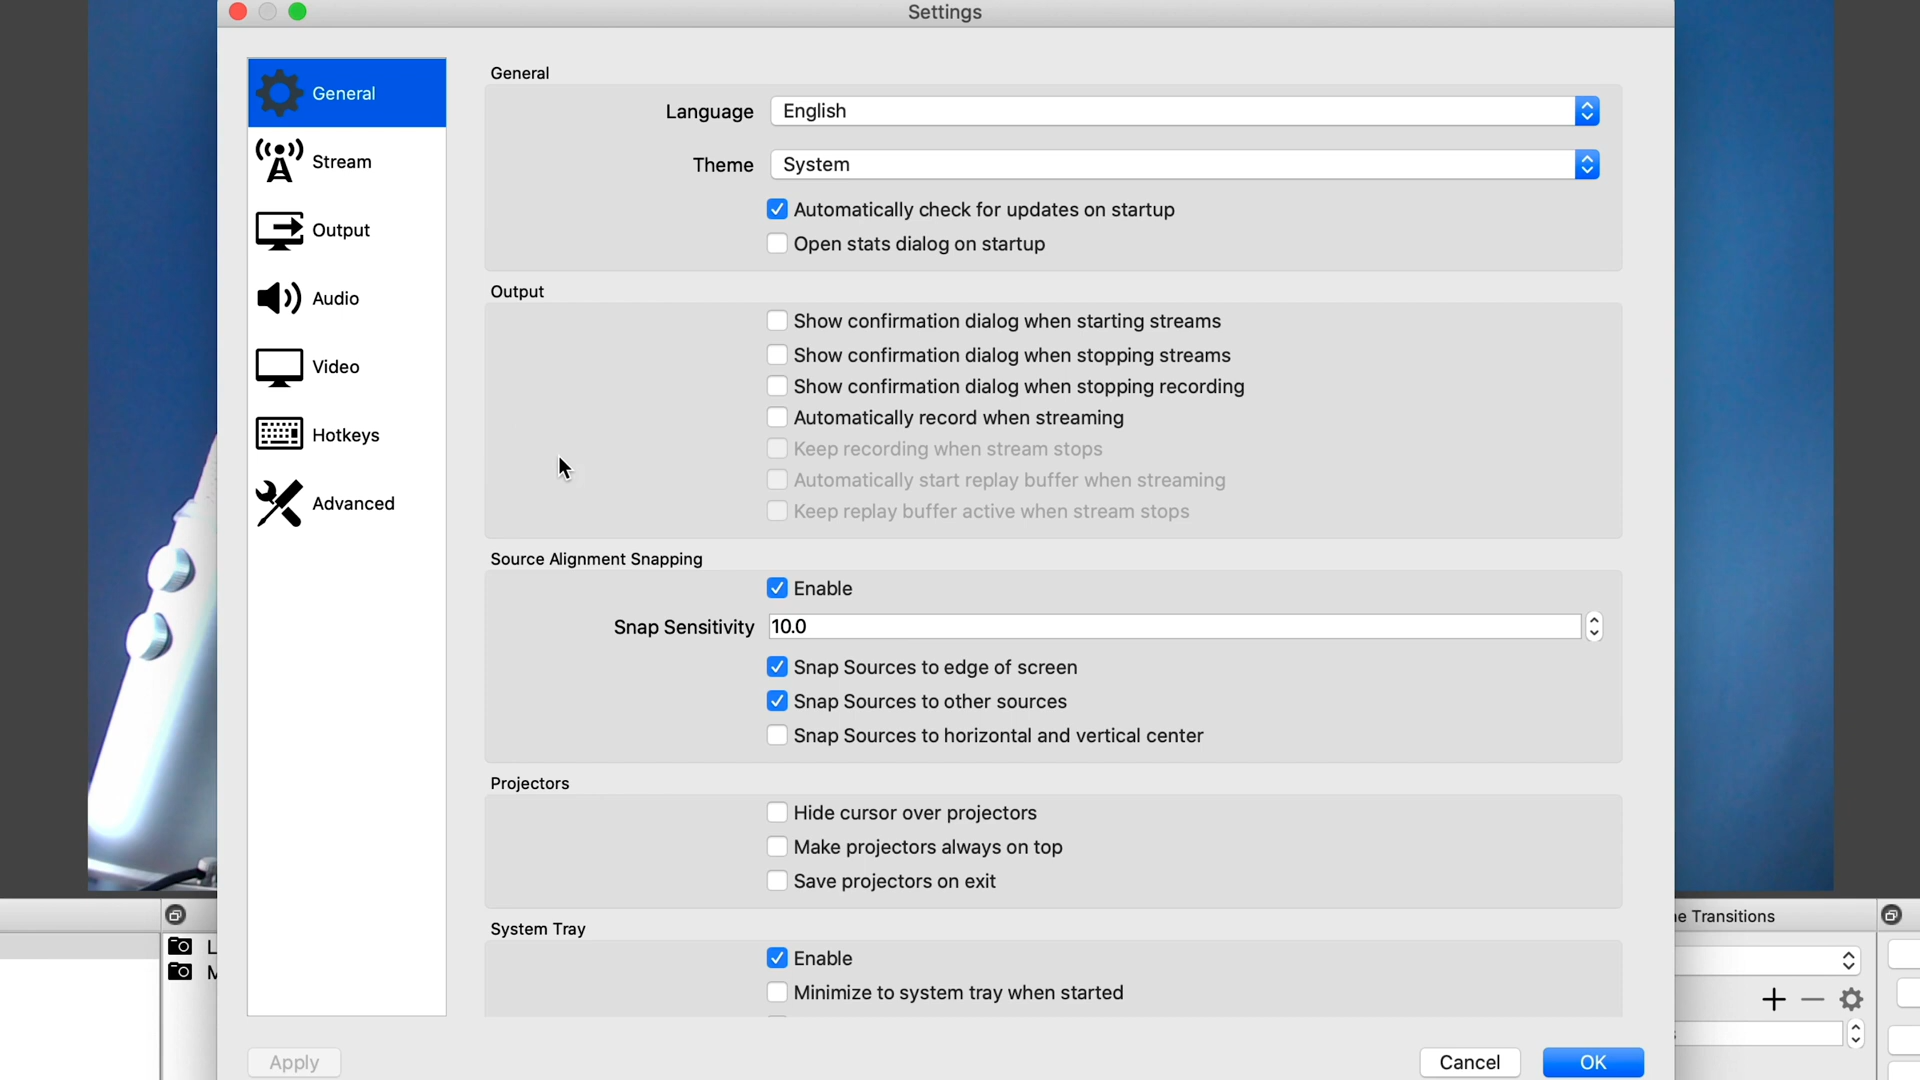 Settings
General
Stream
Output
Audio
Video
Hotkeys
Advanced
General
Language English
Theme System
Automatically check for updates on startup
Open stats dialog on startup
Output
Show confirmation dialog when starting streams
Show confirmation dialog when stopping streams
Show confirmation dialog when stopping recording
Automatically record when streaming
Keep recording when stream stops
Automatically start replay buffer when streaming
Keep replay buffer active when stream stops
Source Alignment Snapping
Enable
Snap Sensitivity 10.0
Snap Sources to edge of screen
Snap Sources to other sources
Snap Sources to horizontal and vertical center
Projectors
Hide cursor over projectors
Make projectors always on top
Save projectors on exit
System Tray
Enable
Minimize to system tray when started
Apply
Cancel
OK
Transitions